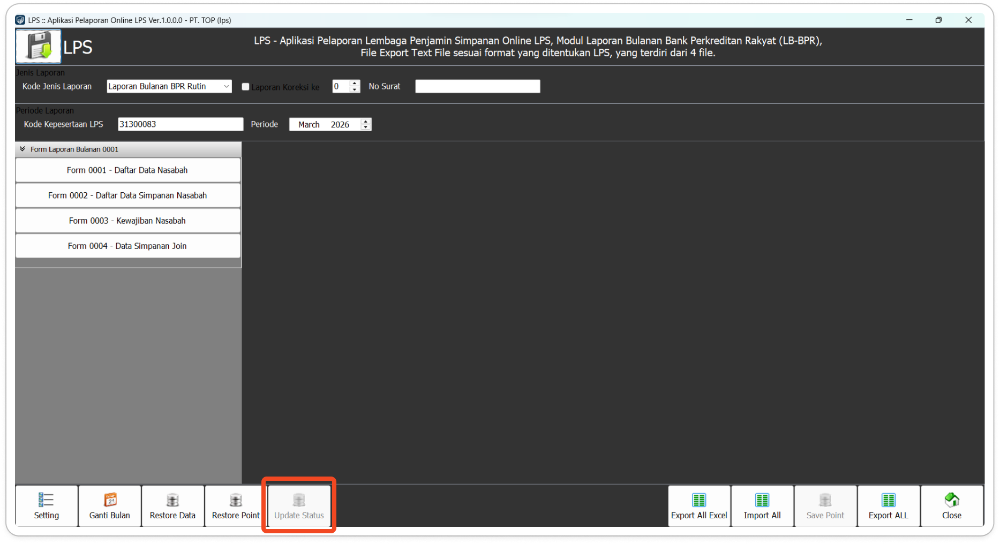 LPS :: Aplikasi Pelaporan Online LPS Ver.1.0.0.0 - PT. TOP (lps)
LPS
LPS - Aplikasi Pelaporan Lembaga Penjamin Simpanan Online LPS, Modul Laporan Bulanan Bank Perkreditan Rakyat (LB-BPR),
File Export Text File sesuai format yang ditentukan LPS, yang terdiri dari 4 file.
Jenis Laporan
Kode Jenis Laporan Laporan Bulanan BPR Rutin Laporan Koreksi ke 0 No Surat
Periode Laporan
Kode Kepesertaan LPS 31300083 Periode March 2026
Form Laporan Bulanan 0001
Form 0001 - Daftar Data Nasabah
Form 0002 - Daftar Data Simpanan Nasabah
Form 0003 - Kewajiban Nasabah
Form 0004 - Data Simpanan Join
21
Setting Ganti Bulan Restore Data Restore Point Update Status Export All Excel Import All Save Point Export ALL Close